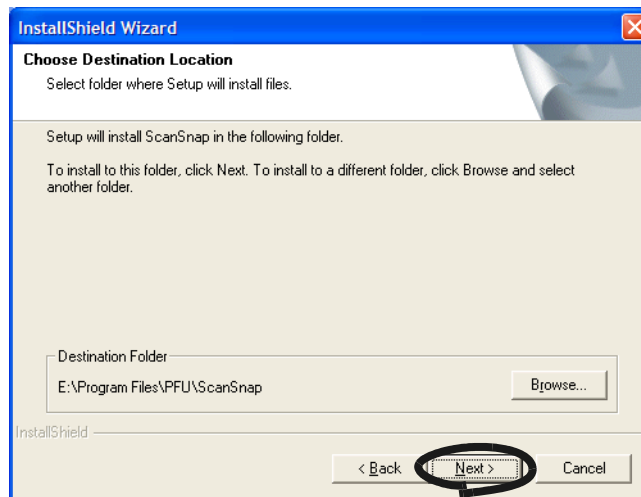 InstallShield Wizard
Choose Destination Location
Select folder where Setup will install files.
Setup will install ScanSnap in the following folder.
To install to this folder, click Next. To install to a different folder, click Browse and select
another folder.
Destination Folder
E:\Program Files\PFU\ScanSnap
Browse...
InstallShield
< Back
Next >
Cancel